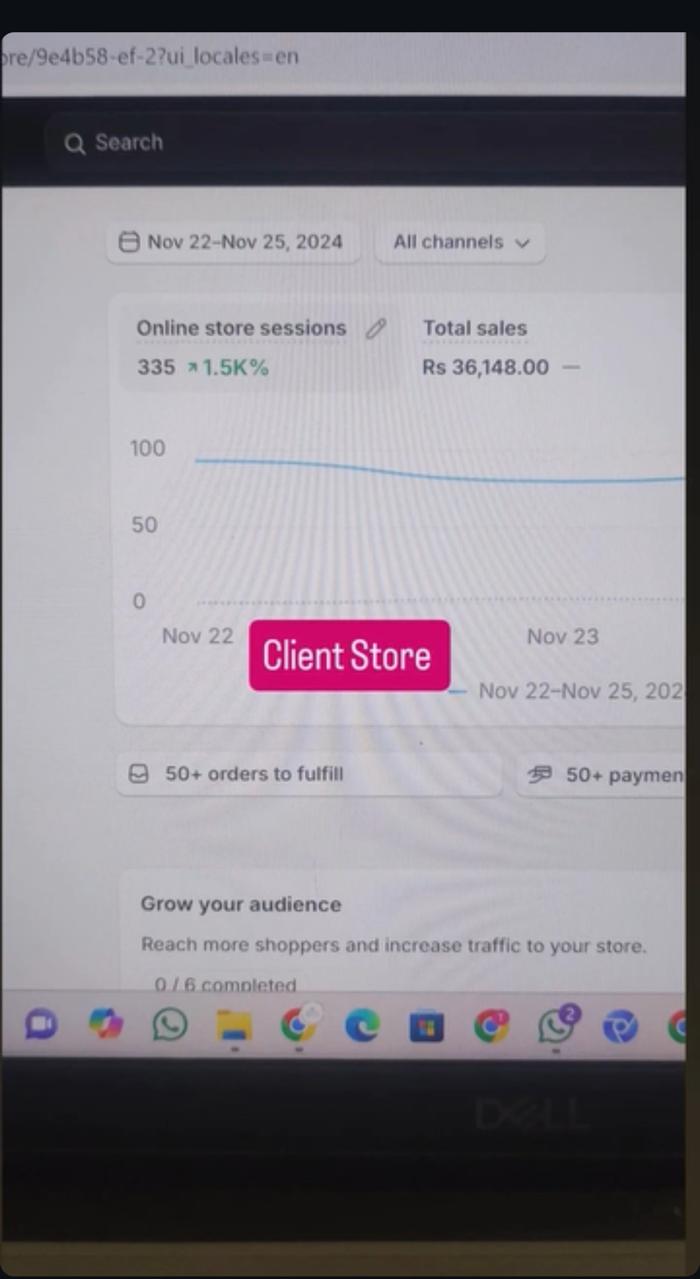 ore/9e4b58-ef-2?ui_locales=en
Search
Nov 22–Nov 25, 2024 All channels
Online store sessions Total sales
335 ↗1.5K% Rs 36,148.00 —
100
50
0
Nov 22 Nov 23
Client Store
Nov 22–Nov 25, 202
50+ orders to fulfill 50+ paymen
Grow your audience
Reach more shoppers and increase traffic to your store.
0 / 6 completed
2
DELL